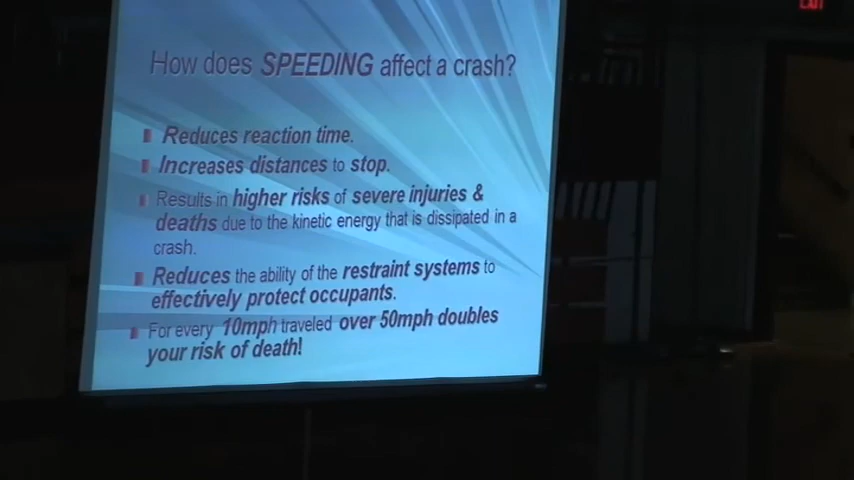 How does SPEEDING affect a crash?
Reduces reaction time.
Increases distances to stop.
Results in higher risks of severe injuries &
deaths due to the kinetic energy that is dissipated in a
crash.
Reduces the ability of the restraint systems to
effectively protect occupants.
For every 10mph traveled over 50mph doubles
your risk of death!
EXIT